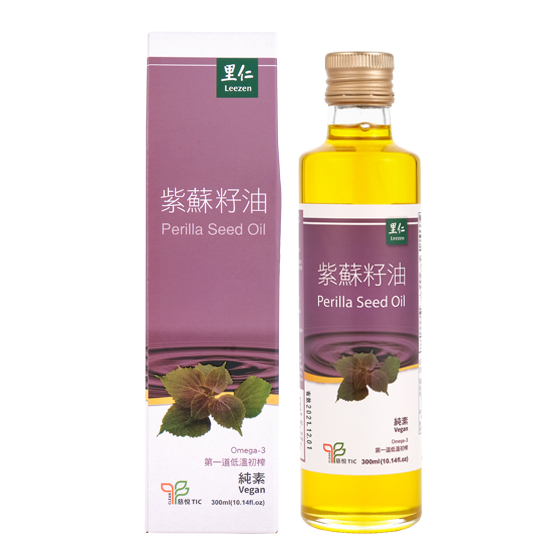 里仁
Leezen
紫蘇籽油
Perilla Seed Oil
Omega-3
第一道低溫初榨
純素
Vegan
慈悅 TIC
300ml(10.14fl.oz)
里仁
Leezen
紫蘇籽油
Perilla Seed Oil
有效 2021.12.01
純素
Vegan
Omega-3
第一道低溫初榨
慈悅 TIC
300ml(10.14fl.oz)